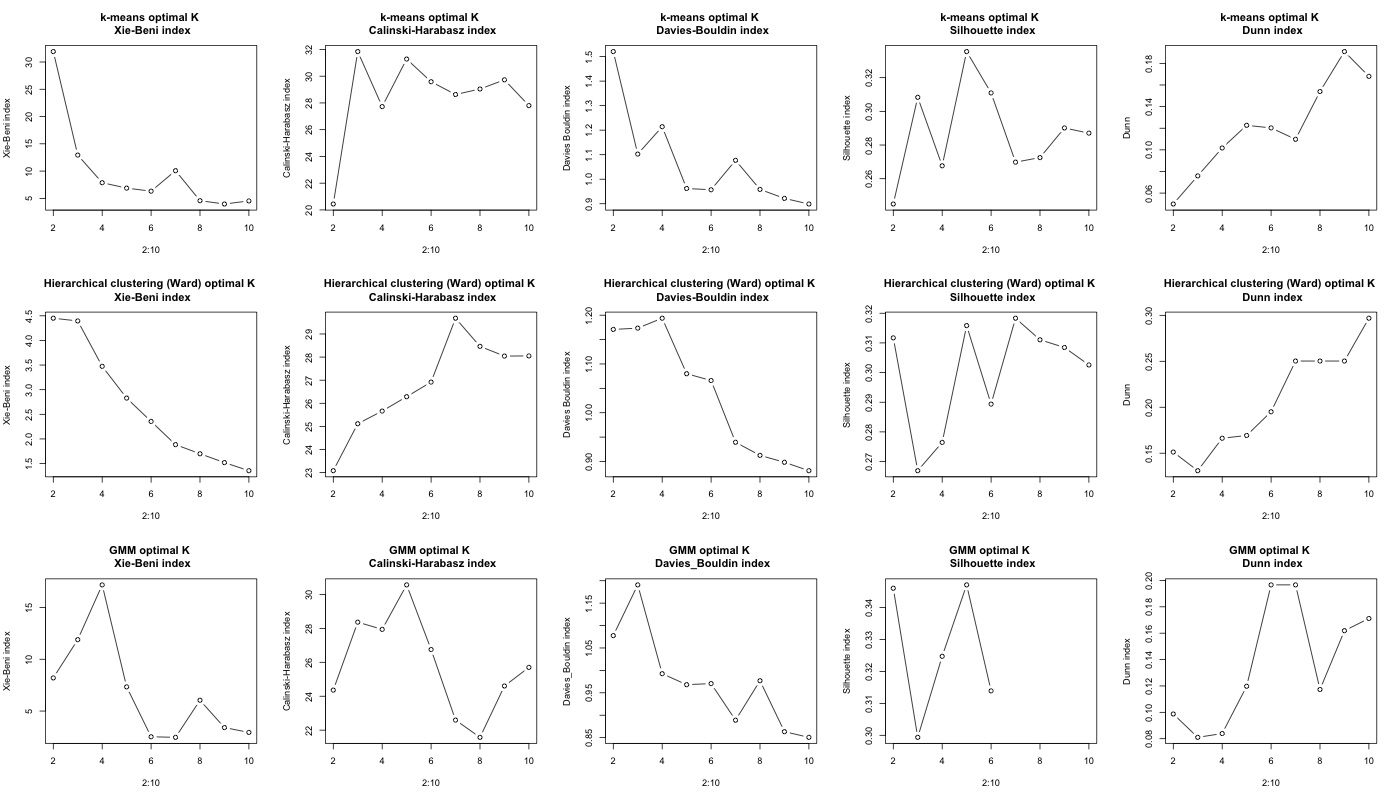 k-means optimal K
Xie-Beni index
Xie-Beni index
30
25
20
15
10
5
2 4 6 8 10
2:10
k-means optimal K
Calinski-Harabasz index
Calinski-Harabasz index
32
30
28
26
24
22
20
2 4 6 8 10
2:10
k-means optimal K
Davies-Bouldin index
Davies Bouldin index
1.5
1.4
1.3
1.2
1.1
1.0
0.9
2 4 6 8 10
2:10
k-means optimal K
Silhouette index
Silhouette index
0.32
0.30
0.28
0.26
2 4 6 8 10
2:10
k-means optimal K
Dunn index
Dunn
0.18
0.14
0.10
0.06
2 4 6 8 10
2:10
Hierarchical clustering (Ward) optimal K
Xie-Beni index
Xie-Beni index
4.5
4.0
3.5
3.0
2.5
2.0
1.5
2 4 6 8 10
2:10
Hierarchical clustering (Ward) optimal K
Calinski-Harabasz index
Calinski-Harabasz index
29
28
27
26
25
24
23
2 4 6 8 10
2:10
Hierarchical clustering (Ward) optimal K
Davies-Bouldin index
Davies Bouldin index
1.20
1.10
1.00
0.90
2 4 6 8 10
2:10
Hierarchical clustering (Ward) optimal K
Silhouette index
Silhouette index
0.32
0.31
0.30
0.29
0.28
0.27
2 4 6 8 10
2:10
Hierarchical clustering (Ward) optimal K
Dunn index
Dunn
0.30
0.25
0.20
0.15
2 4 6 8 10
2:10
GMM optimal K
Xie-Beni index
Xie-Beni index
15
10
5
2 4 6 8 10
2:10
GMM optimal K
Calinski-Harabasz index
Calinski-Harabasz index
30
28
26
24
22
2 4 6 8 10
2:10
GMM optimal K
Davies_Bouldin index
Davies_Bouldin index
1.15
1.05
0.95
0.85
2 4 6 8 10
2:10
GMM optimal K
Silhouette index
Silhouette index
0.34
0.33
0.32
0.31
0.30
2 4 6 8 10
2:10
GMM optimal K
Dunn index
Dunn index
0.20
0.18
0.16
0.14
0.12
0.10
0.08
2 4 6 8 10
2:10